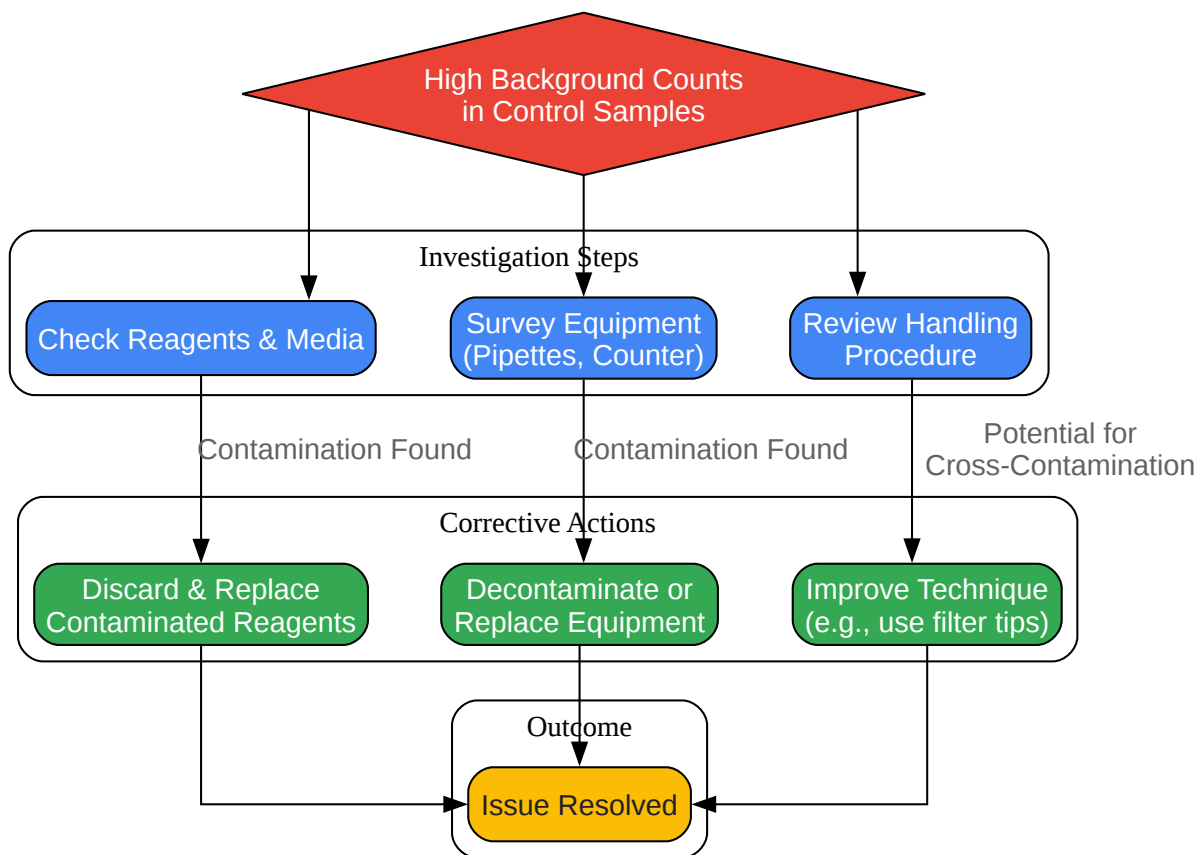 High Background Counts
in Control Samples
Investigation Steps
Check Reagents & Media
Survey Equipment
(Pipettes, Counter)
Review Handling
Procedure
Contamination Found
Contamination Found
Potential for
Cross-Contamination
Corrective Actions
Discard & Replace
Contaminated Reagents
Decontaminate or
Replace Equipment
Improve Technique
(e.g., use filter tips)
Outcome
Issue Resolved